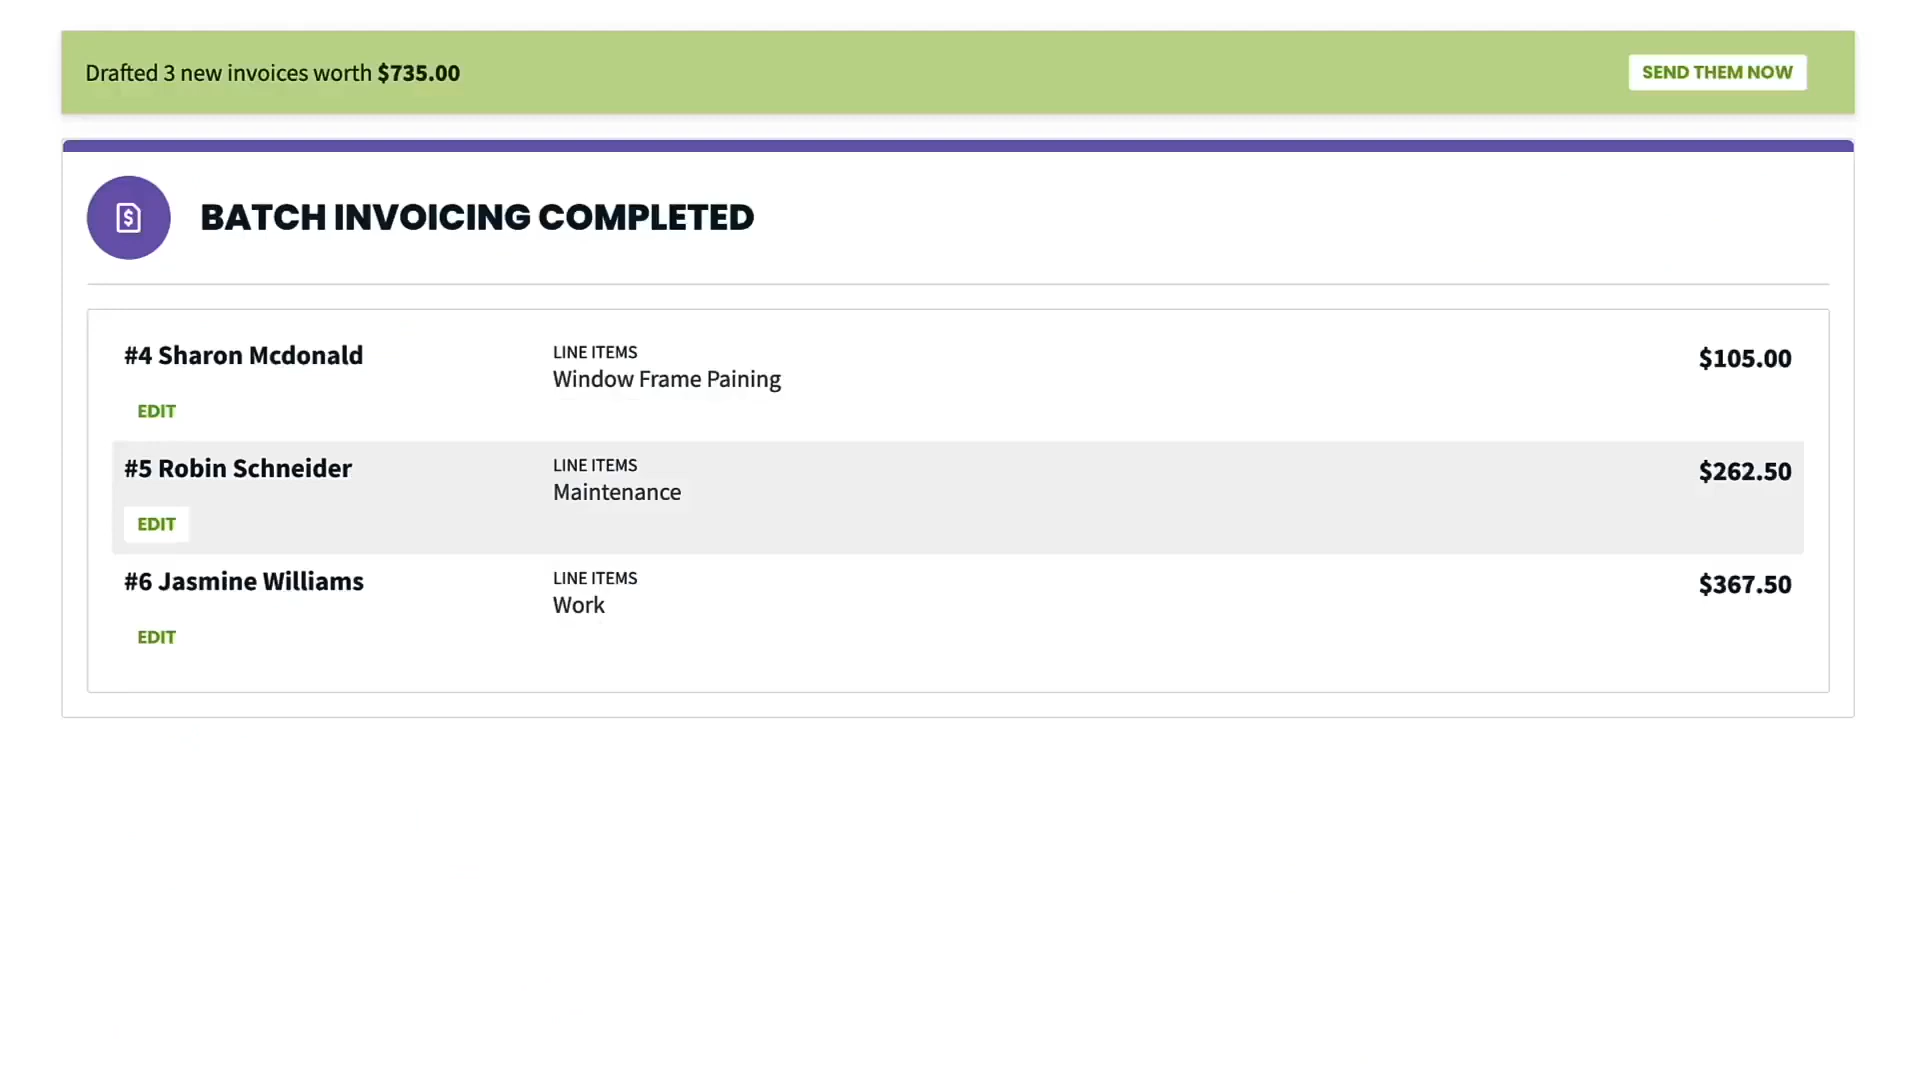 Drafted 3 new invoices worth $735.00
SEND THEM NOW
BATCH INVOICING COMPLETED
#4 Sharon Mcdonald
LINE ITEMS
Window Frame Paining
$105.00
EDIT
#5 Robin Schneider
LINE ITEMS
Maintenance
$262.50
EDIT
#6 Jasmine Williams
LINE ITEMS
Work
$367.50
EDIT